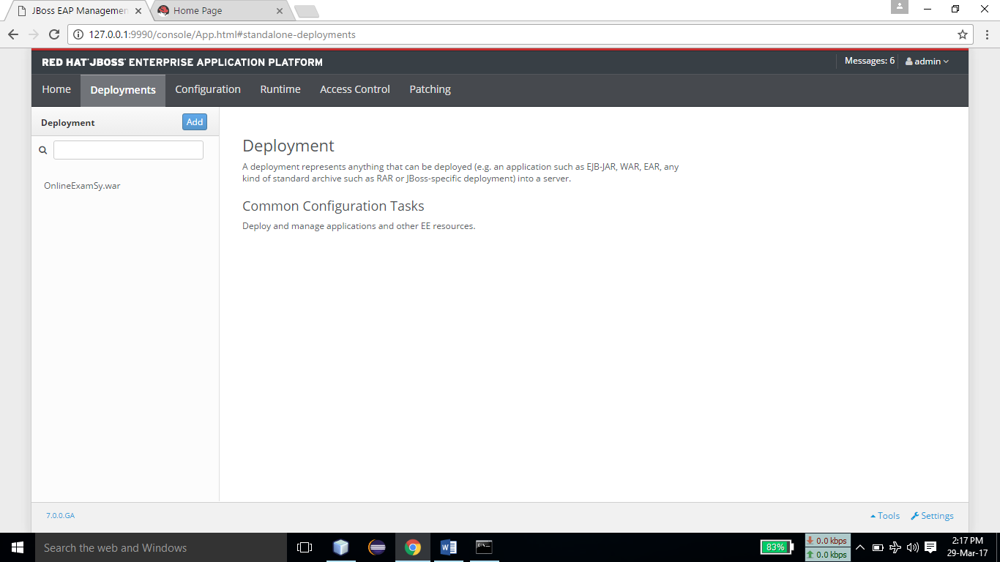 JBoss EAP Managemen
Home Page
127.0.0.1:9990/console/App.html#standalone-deployments
RED HAT JBOSS ENTERPRISE APPLICATION PLATFORM
Messages: 6
admin
Home
Deployments
Configuration
Runtime
Access Control
Patching
Deployment
Add
OnlineExamSy.war
Deployment
A deployment represents anything that can be deployed (e.g. an application such as EJB-JAR, WAR, EAR, any
kind of standard archive such as RAR or JBoss-specific deployment) into a server.
Common Configuration Tasks
Deploy and manage applications and other EE resources.
7.0.0.GA
Tools
Settings
Search the web and Windows
83%
0.0 kbps
0.0 kbps
2:17 PM
29-Mar-17